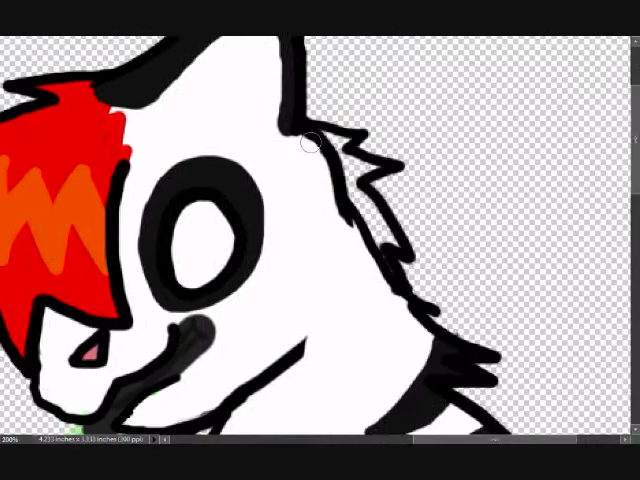 200% 4.233 inches x 3.333 inches (300 ppi)